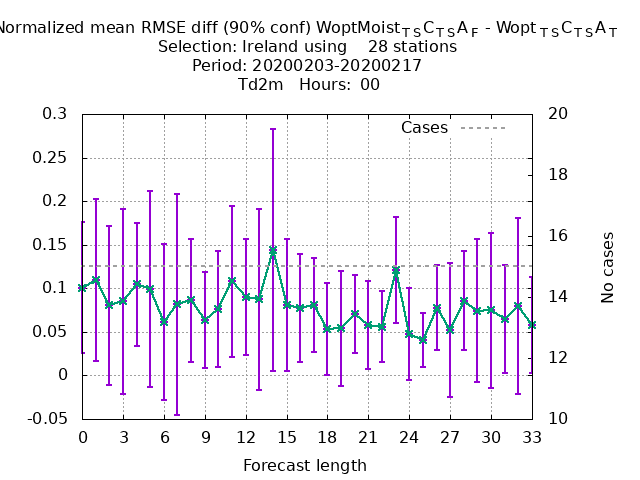 Normalized mean RMSE diff (90% conf) WoptMoist_TS C_TS A_F - Wopt_TS C_TS A_T
Selection: Ireland using 28 stations
Period: 20200203-20200217
Td2m Hours: 00
0.3
0.25
0.2
0.15
0.1
0.05
0
-0.05
Cases
20
18
16
14
12
10
No cases
0 3 6 9 12 15 18 21 24 27 30 33
Forecast length